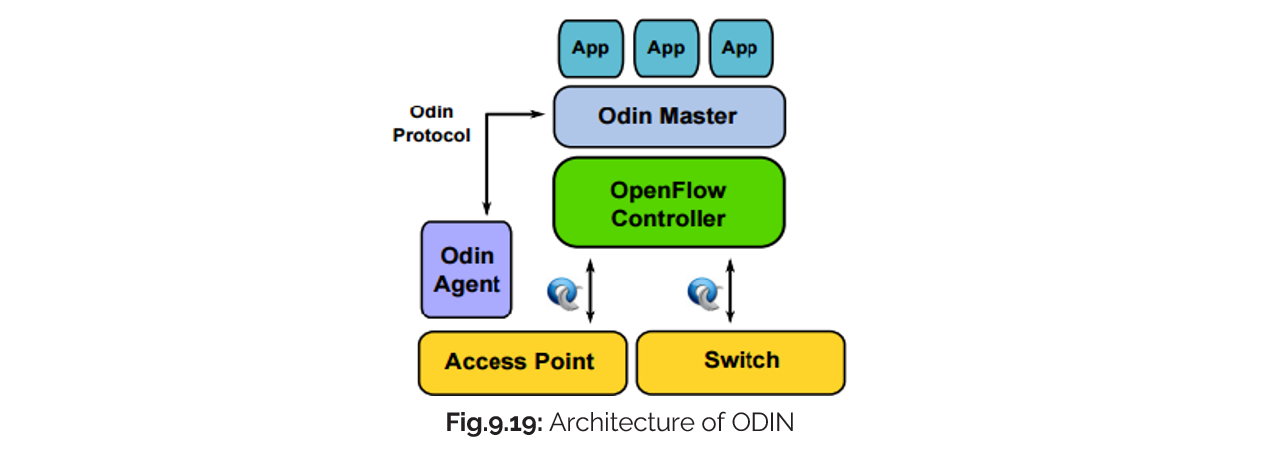 App App App
Odin Master
Odin
Protocol
OpenFlow
Controller
Odin
Agent
Access Point
Switch
Fig.9.19: Architecture of ODIN